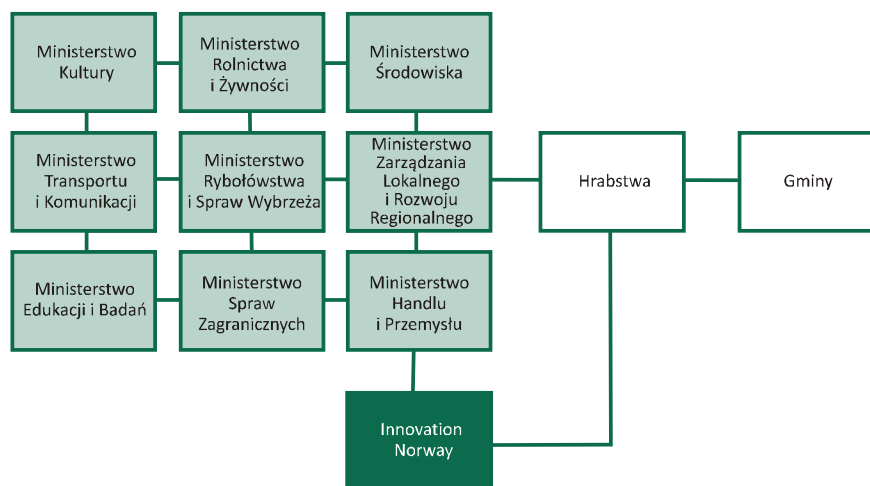 Ministerstwo
Kultury
Ministerstwo
Rolnictwa
i Żywności
Ministerstwo
Środowiska
Ministerstwo
Transportu
i Komunikacji
Ministerstwo
Rybołówstwa
i Spraw Wybrzeża
Ministerstwo
Zarządzania
Lokalnego
i Rozwoju
Regionalnego
Hrabstwa
Gminy
Ministerstwo
Edukacji i Badań
Ministerstwo
Spraw
Zagranicznych
Ministerstwo
Handlu
i Przemysłu
Innovation
Norway